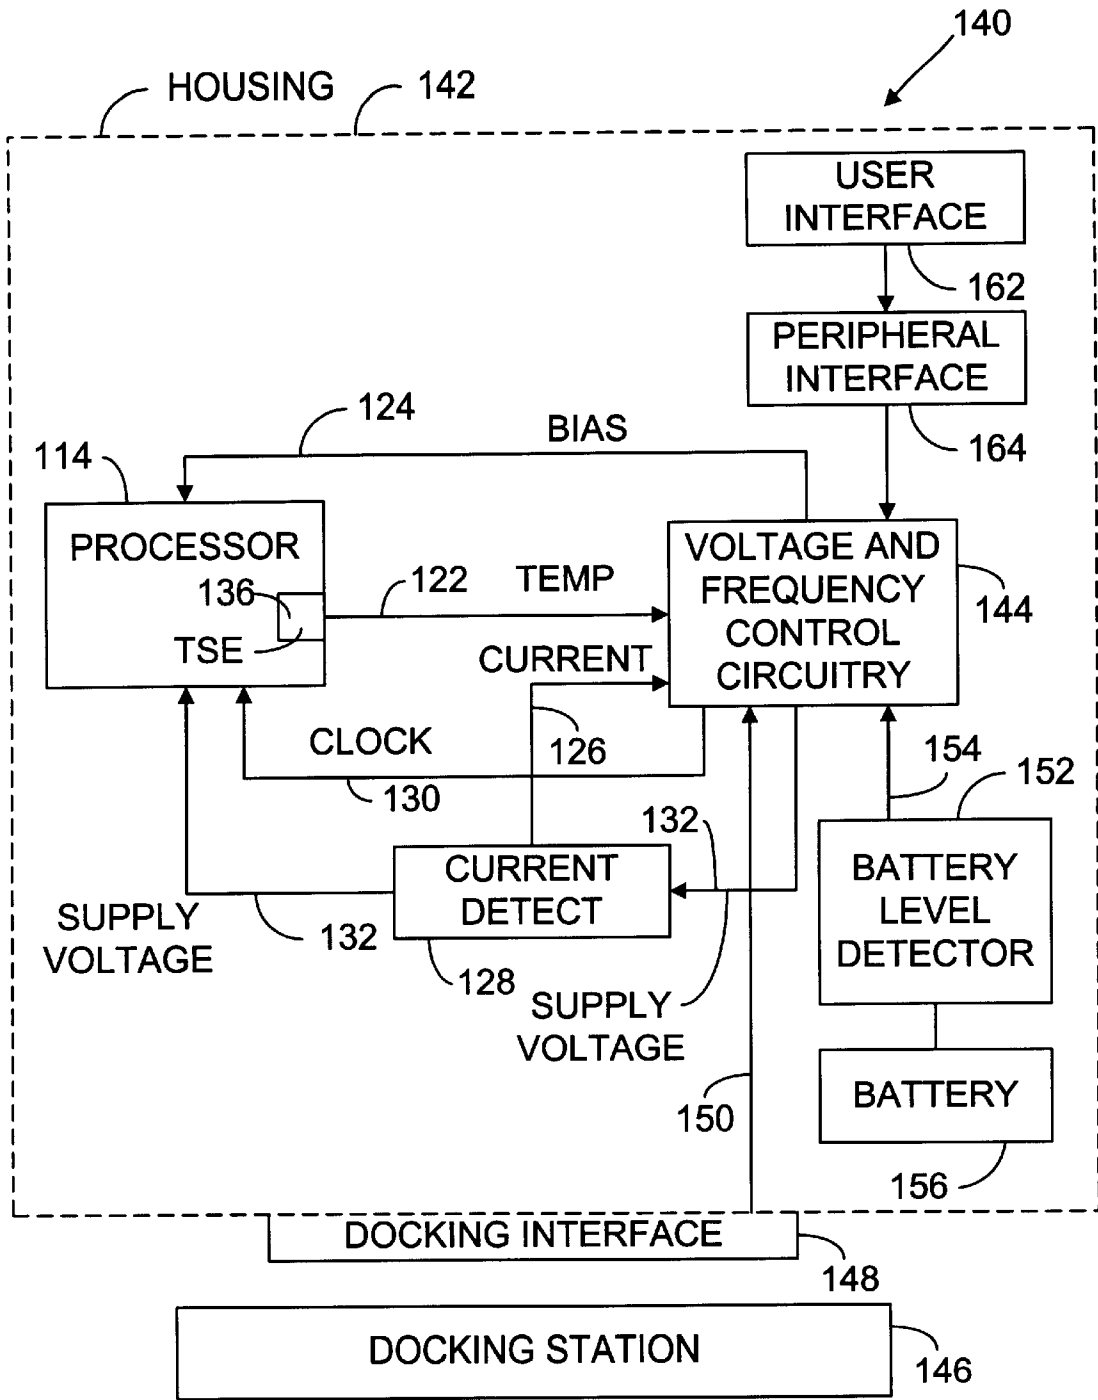 140
HOUSING
142
USER
INTERFACE
162
PERIPHERAL
INTERFACE
164
124
BIAS
114
PROCESSOR
136
TSE
122
TEMP
VOLTAGE AND
FREQUENCY
CONTROL
CIRCUITRY
144
CURRENT
126
CLOCK
130
154
152
132
CURRENT
DETECT
128
BATTERY
LEVEL
DETECTOR
SUPPLY
VOLTAGE
132
SUPPLY
VOLTAGE
150
BATTERY
156
DOCKING INTERFACE
148
DOCKING STATION
146